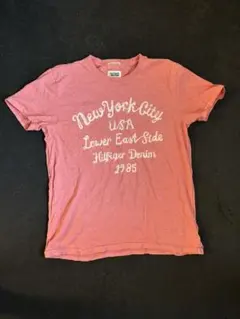 New York City
USA
Lower East Side
Hilfiger Denim
1985